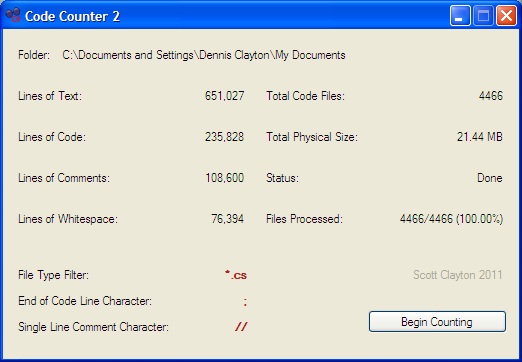 Code Counter 2
Folder: C:\Documents and Settings\Dennis Clayton\My Documents
Lines of Text: 651,027 Total Code Files: 4466
Lines of Code: 235,828 Total Physical Size: 21.44 MB
Lines of Comments: 108,600 Status: Done
Lines of Whitespace: 76,394 Files Processed: 4466/4466 (100.00%)
File Type Filter: *.cs Scott Clayton 2011
End of Code Line Character: ;
Single Line Comment Character: // Begin Counting